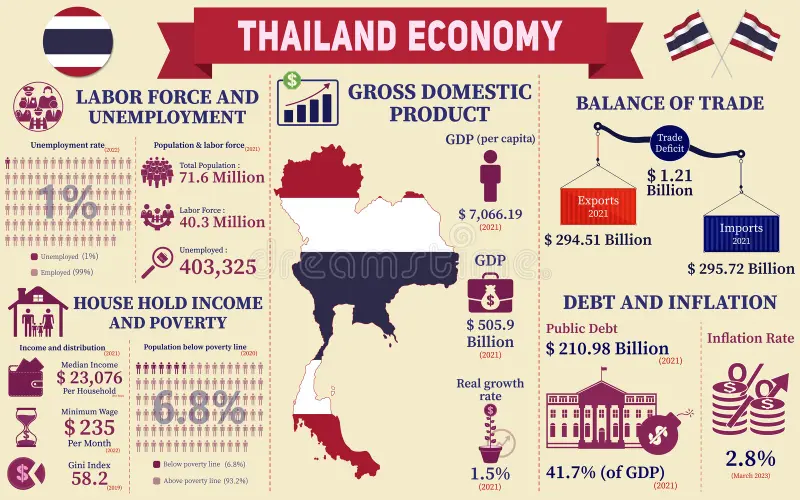 THAILAND ECONOMY
LABOR FORCE AND
UNEMPLOYMENT
Unemployment rate
(2022)
1%
Unemployed (1%)
Employed (99%)
Population & labor force
(2021)
Total Population :
71.6 Million
Labor Force :
40.3 Million
Unemployed :
403,325
HOUSE HOLD INCOME
AND POVERTY
Income and distribution
(2021)
Median Income
$ 23,076
Per Household
Minimum Wage
$ 235
Per Month
(2022)
Gini Index
58.2
(2019)
Population below poverty line
(2020)
6.8%
Below poverty line (6.8%)
Above poverty line (93.2%)
$
GROSS DOMESTIC
PRODUCT
GDP (per capita)
$ 7,066.19
(2021)
GDP
$
$ 505.9
Billion
(2021)
Real growth
rate
$
1.5%
(2021)
dreamstime
BALANCE OF TRADE
Trade
Deficit
$ 1.21
Billion
Exports
2021
$ 294.51 Billion
Imports
2021
$ 295.72 Billion
DEBT AND INFLATION
Public Debt
$ 210.98 Billion
(2021)
$
41.7% (of GDP)
(2021)
Inflation Rate
$
%
2.8%
(March 2023)